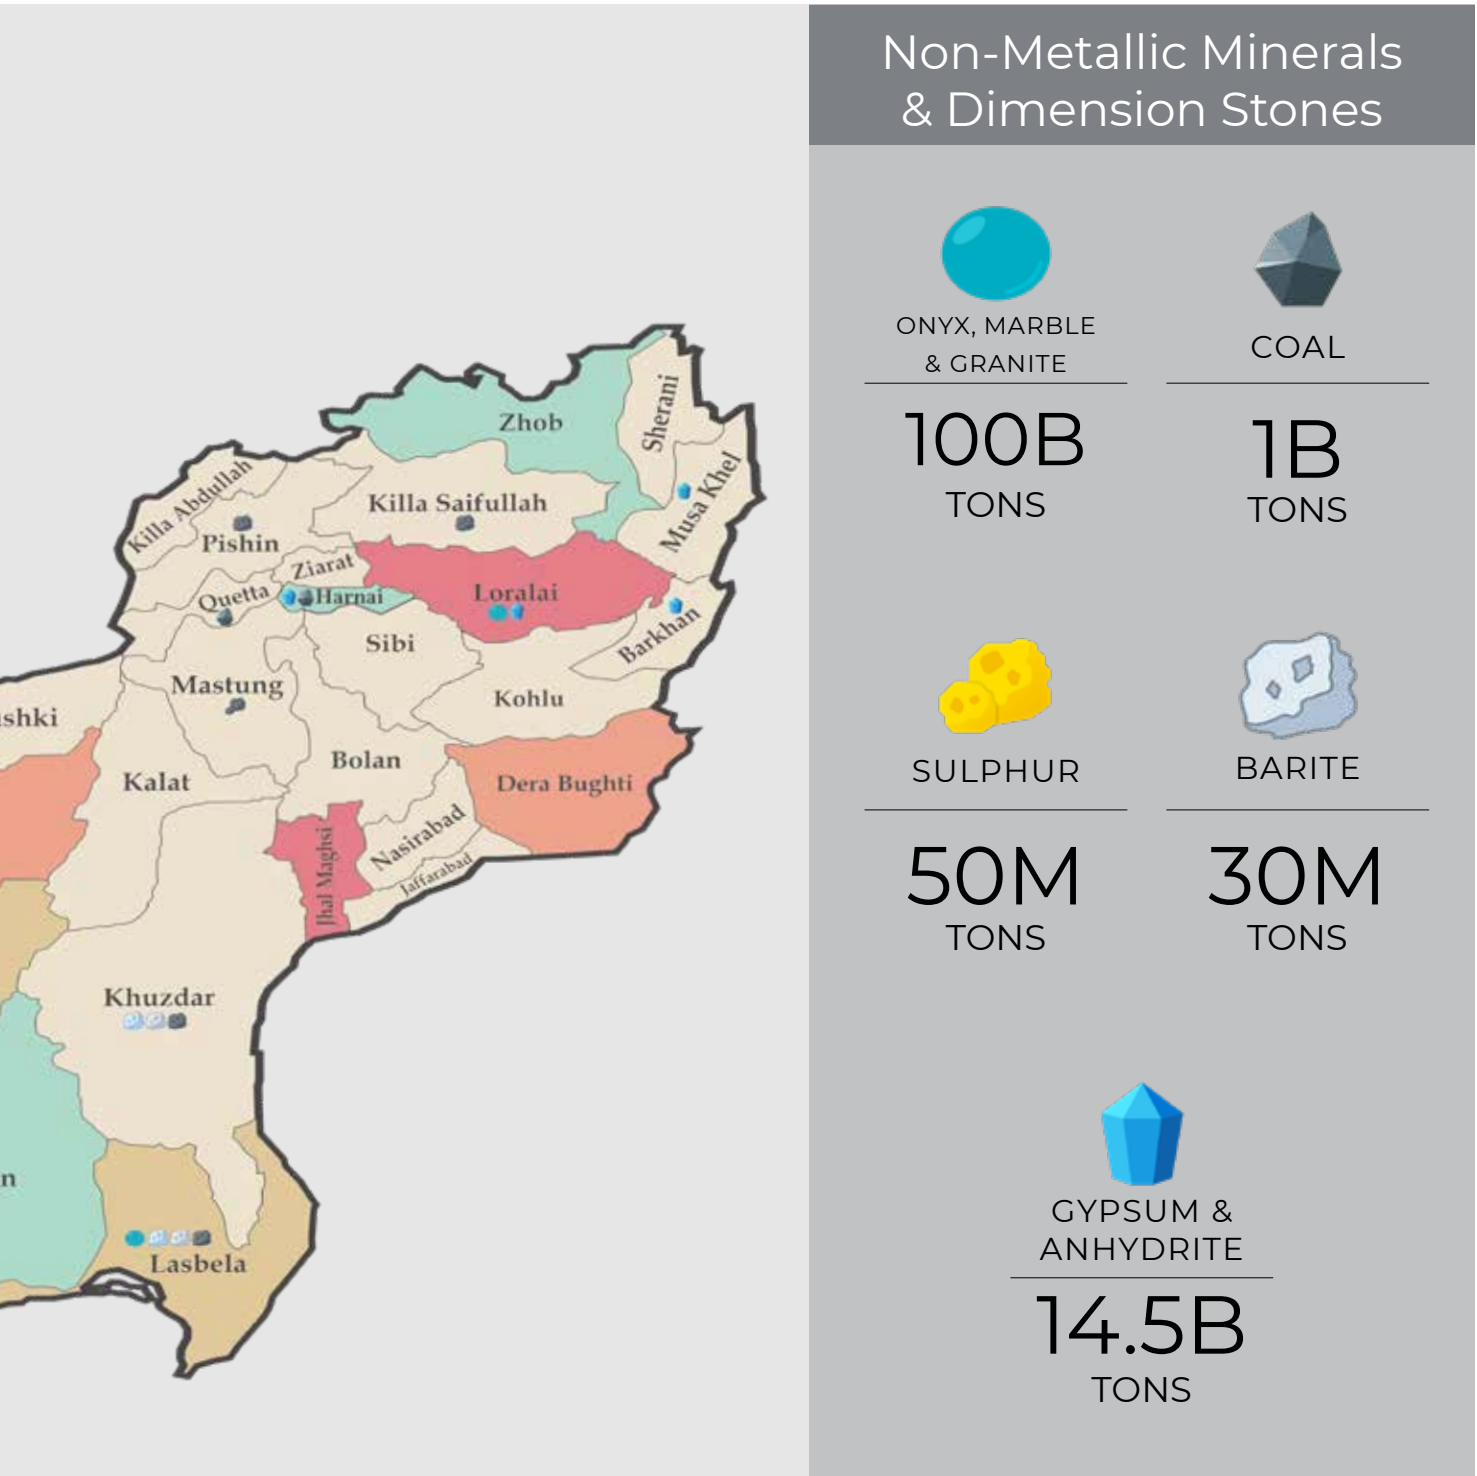 Non-Metallic Minerals
& Dimension Stones
ONYX, MARBLE
& GRANITE
100B
TONS
COAL
1B
TONS
SULPHUR
50M
TONS
BARITE
30M
TONS
GYPSUM &
ANHYDRITE
14.5B
TONS
Zhob
Sherani
Killa Abdullah
Killa Saifullah
Musa Khel
Pishin
Ziarat
Quetta
Harnai
Loralai
Barkhan
Sibi
Mastung
Kohlu
ishki
Bolan
Kalat
Dera Bughti
Nasirabad
Jhal Maghsi
Jaffarabad
Khuzdar
n
Lasbela